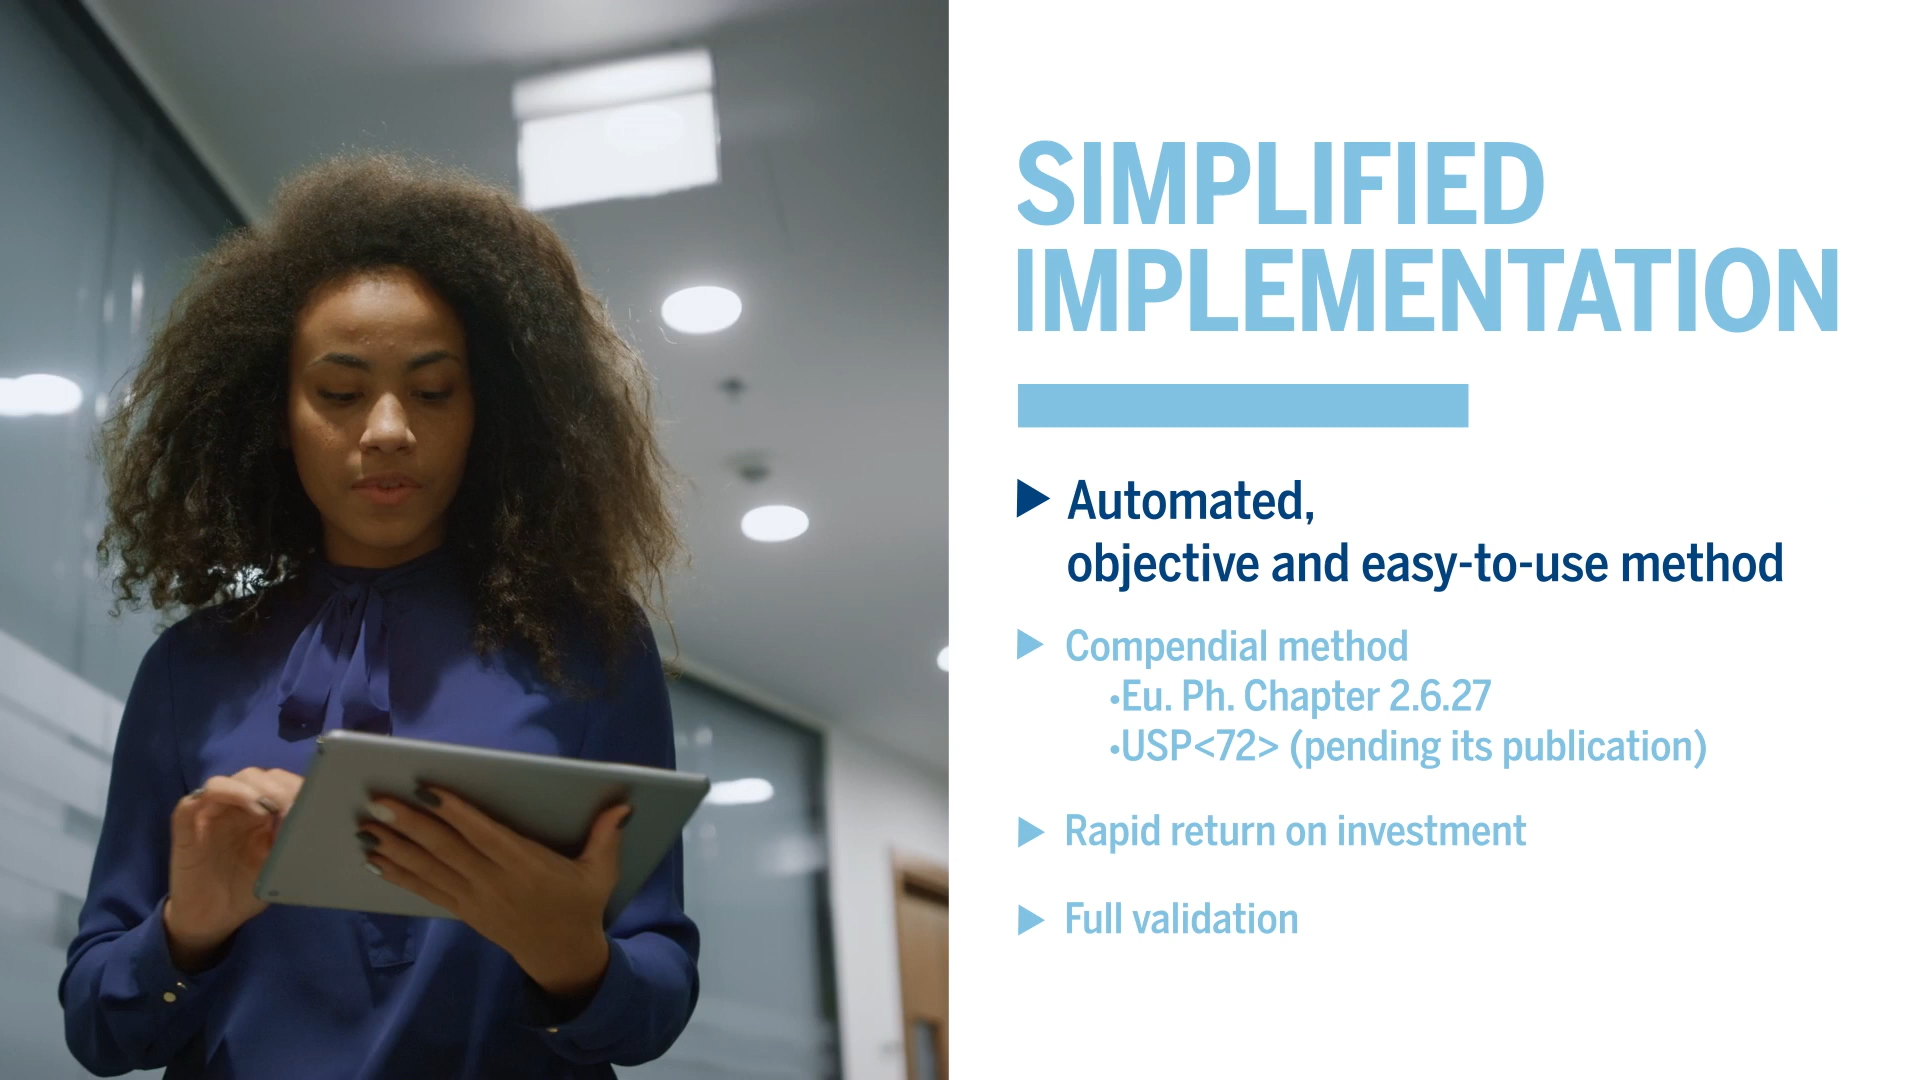 SIMPLIFIED
IMPLEMENTATION
▶ Automated,
objective and easy-to-use method
▶ Compendial method
•Eu. Ph. Chapter 2.6.27
•USP<72> (pending its publication)
▶ Rapid return on investment
▶ Full validation